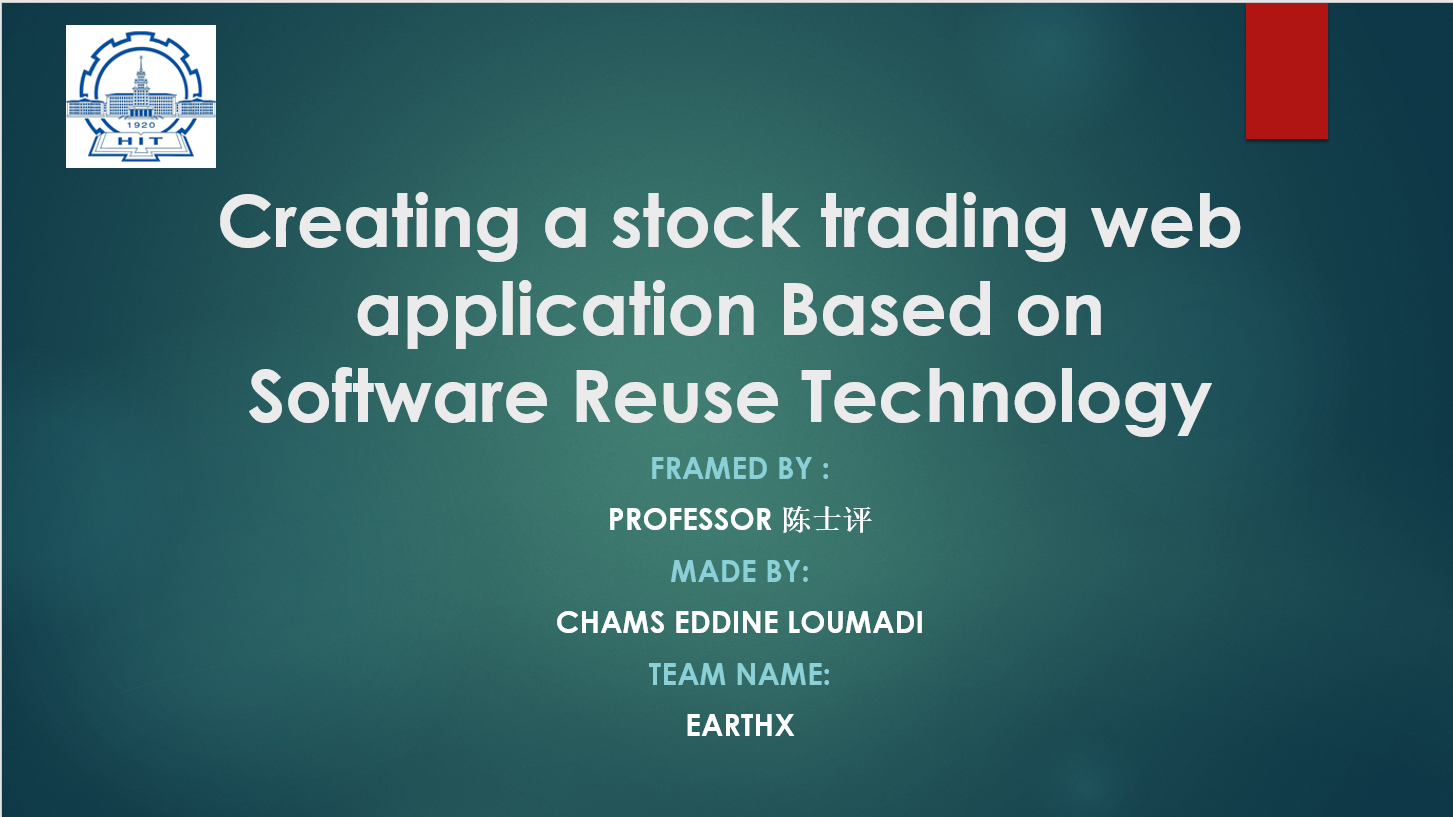 1920
HIT
Creating a stock trading web
application Based on
Software Reuse Technology
FRAMED BY :
PROFESSOR 陈士评
MADE BY:
CHAMS EDDINE LOUMADI
TEAM NAME:
EARTHX